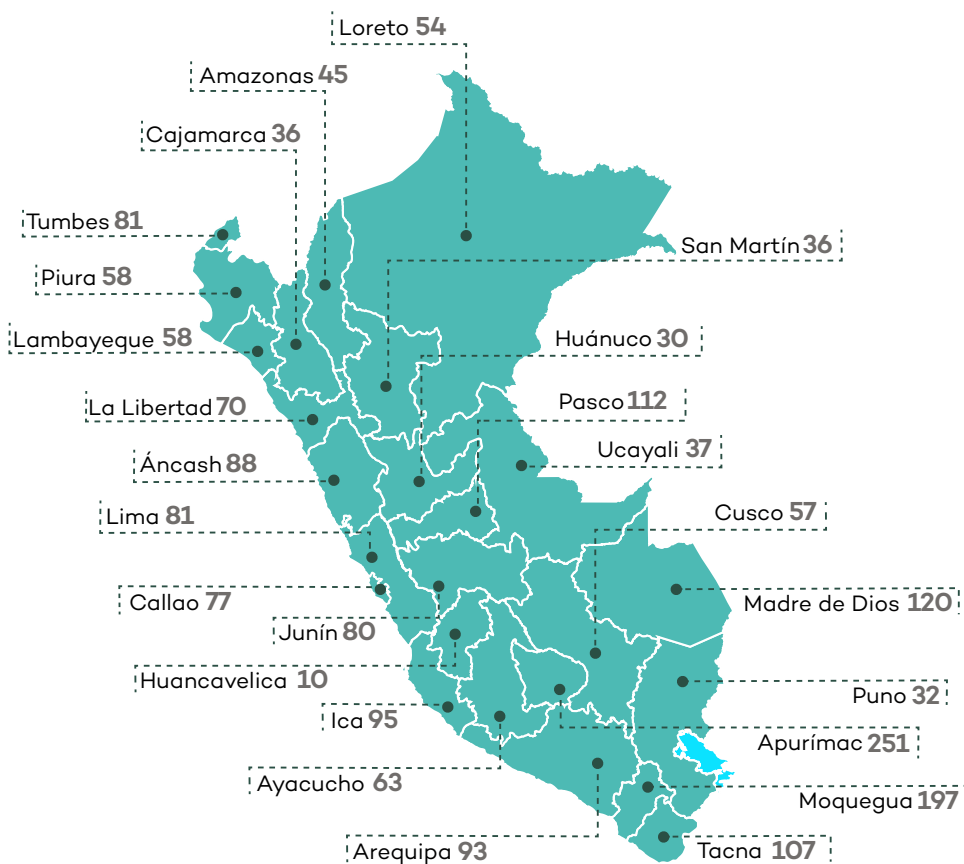 Loreto 54
Amazonas 45
Cajamarca 36
Tumbes 81
San Martín 36
Piura 58
Lambayeque 58
Huánuco 30
La Libertad 70
Pasco 112
Áncash 88
Ucayali 37
Lima 81
Cusco 57
Callao 77
Madre de Dios 120
Junín 80
Huancavelica 10
Puno 32
Ica 95
Apurímac 251
Ayacucho 63
Moquegua 197
Arequipa 93
Tacna 107